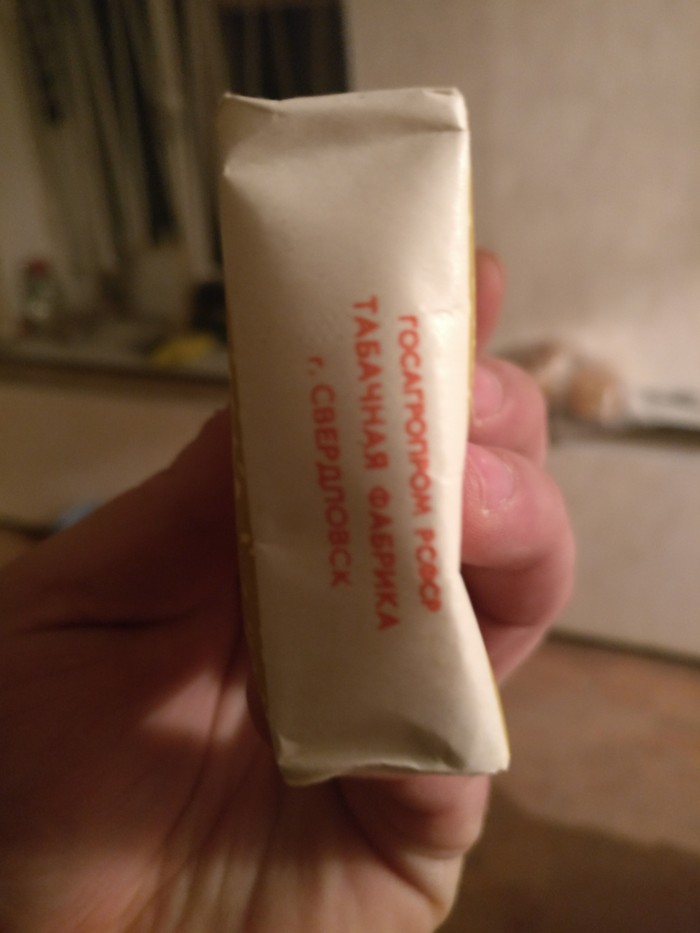 ГОСАГРОПРОМ РСФСР
ТАБАЧНАЯ ФАБРИКА
г. СВЕРДЛОВСК